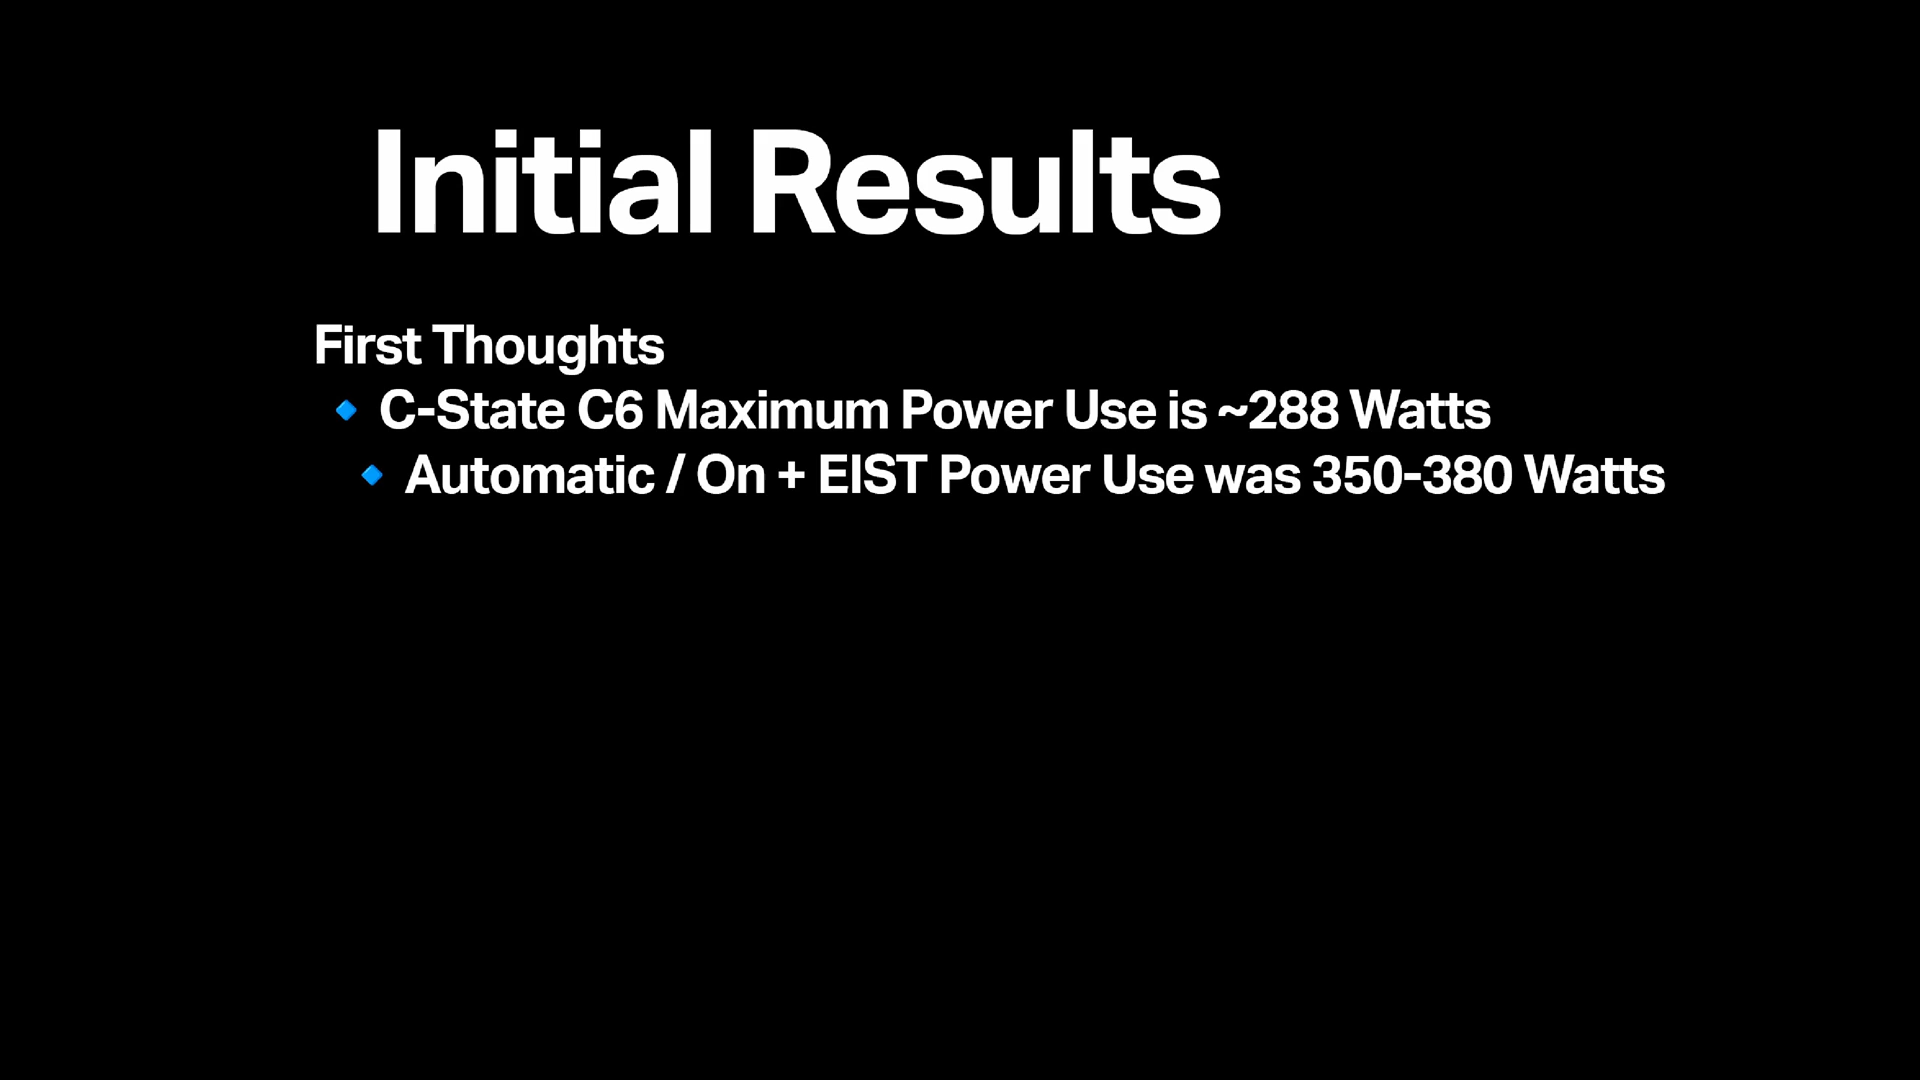 Initial Results
First Thoughts
🔹 C-State C6 Maximum Power Use is ~288 Watts
🔹 Automatic / On + EIST Power Use was 350-380 Watts